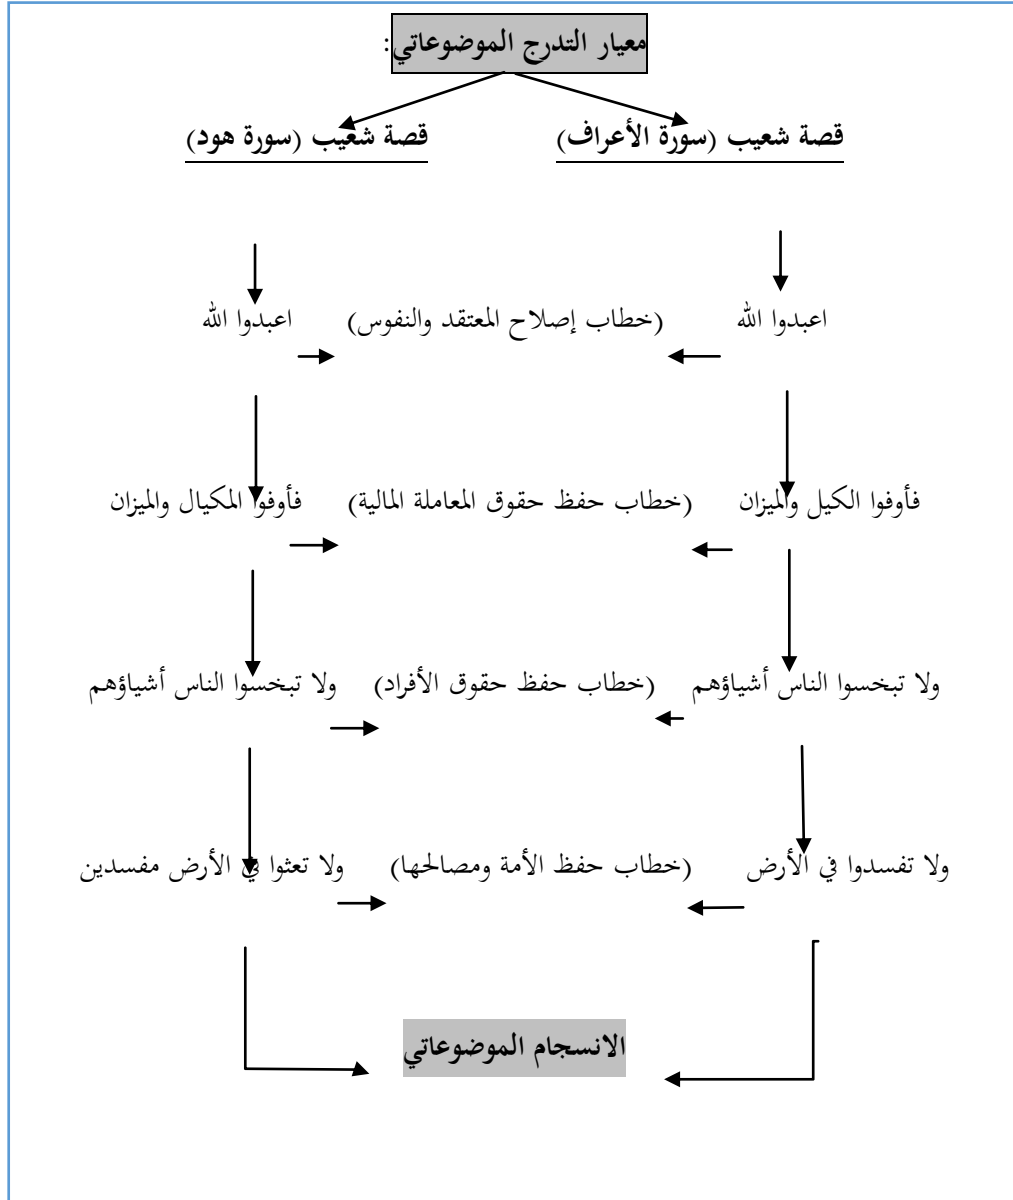 معيار التدرج الموضوعاتي:
قصة شعيب (سورة الأعراف) قصة شعيب (سورة هود)
اعبدوا الله (خطاب إصلاح المعتقد والنفوس) اعبدوا الله
فأوفوا الكيل والميزان (خطاب حفظ حقوق المعاملة المالية) فأوفوا المكيال والميزان
ولا تبخسوا الناس أشياؤهم (خطاب حفظ حقوق الأفراد) ولا تبخسوا الناس أشياؤهم
ولا تفسدوا في الأرض (خطاب حفظ الأمة ومصالحها) ولا تعثوا في الأرض مفسدين
الانسجام الموضوعاتي